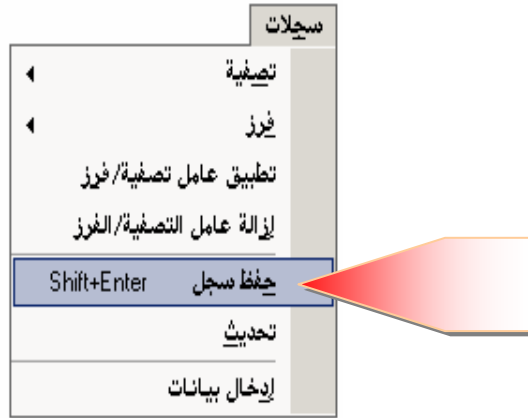 سجلات
تصفية
فرز
تطبيق عامل تصفية/فرز
إزالة عامل التصفية/الفرز
حفظ سجل Shift+Enter
تحديث
إدخال بيانات